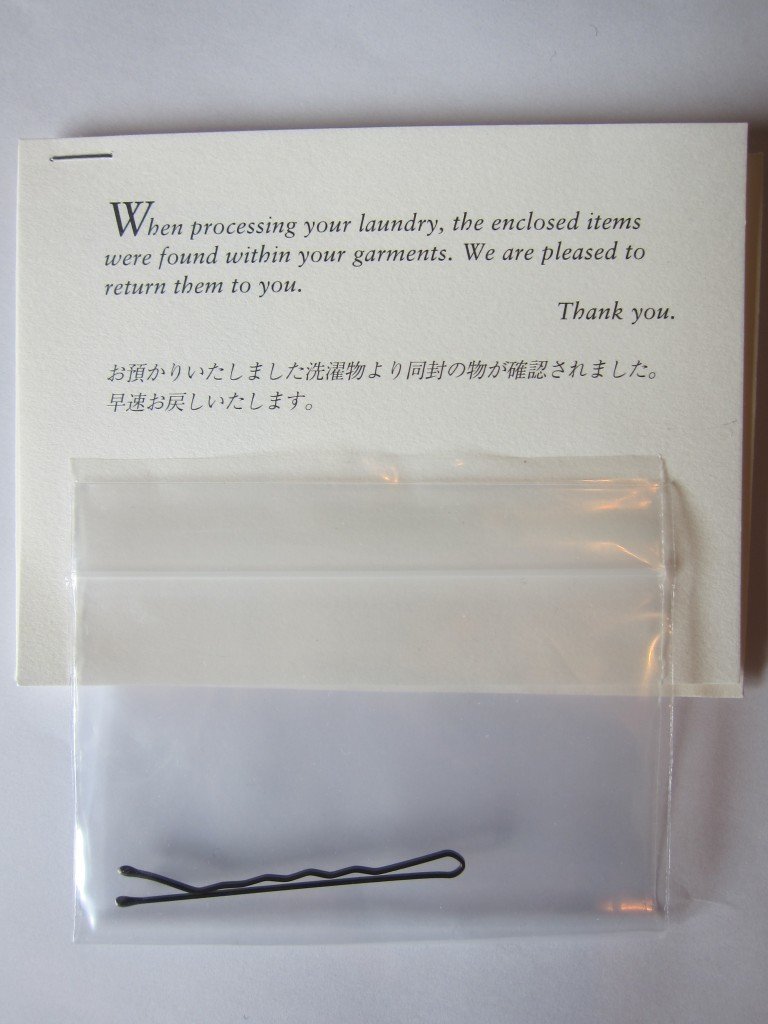 When processing your laundry, the enclosed items
were found within your garments. We are pleased to
return them to you.
Thank you.
お預かりいたしました洗濯物より同封の物が確認されました。
早速お戻しいたします。